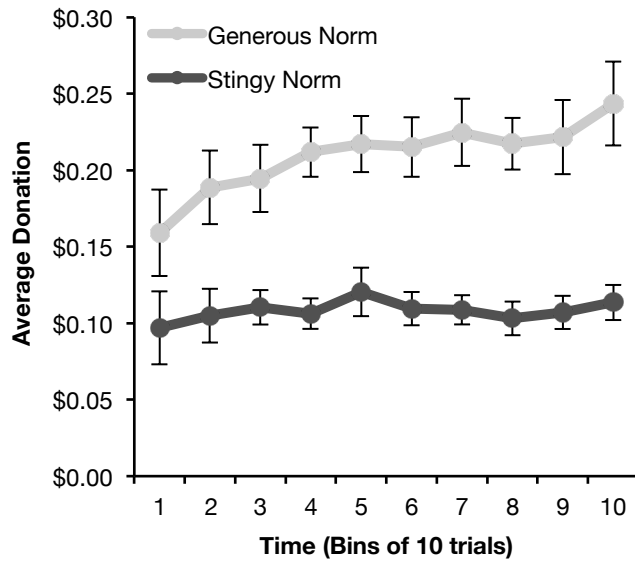 $0.30
Generous Norm
Stingy Norm
$0.25
$0.20
$0.15
$0.10
$0.05
$0.00
Average Donation
1 2 3 4 5 6 7 8 9 10
Time (Bins of 10 trials)